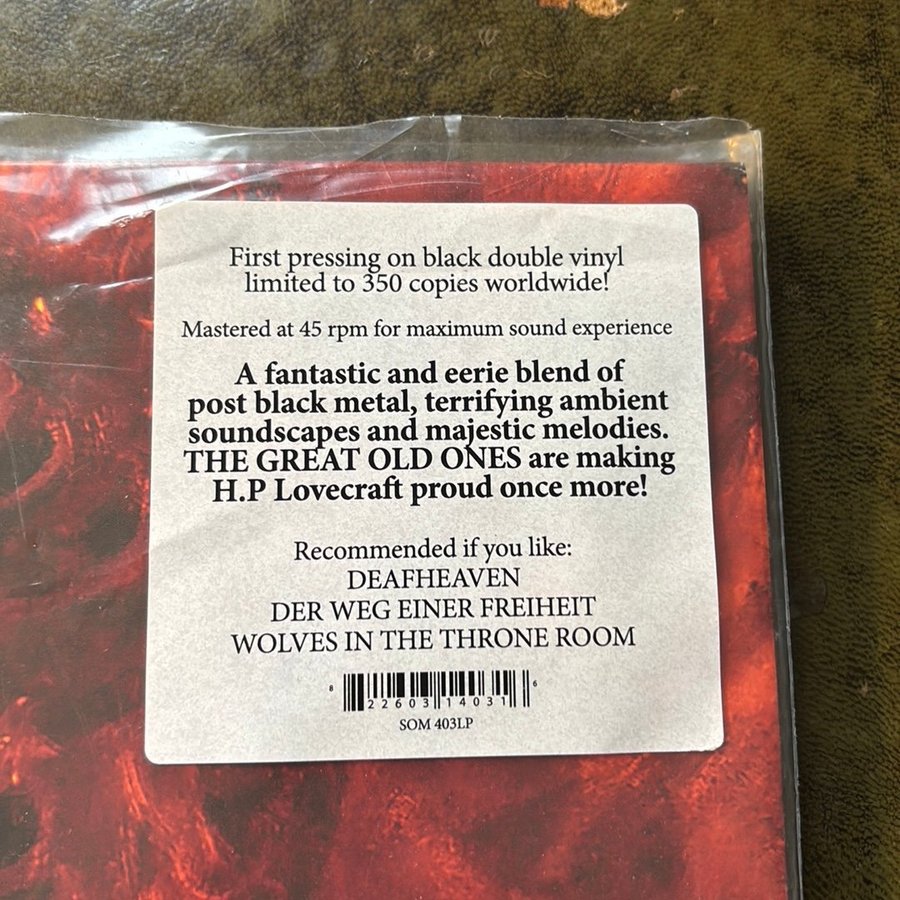 First pressing on black double vinyl
limited to 350 copies worldwide!
Mastered at 45 rpm for maximum sound experience
A fantastic and eerie blend of
post black metal, terrifying ambient
soundscapes and majestic melodies.
THE GREAT OLD ONES are making
H.P Lovecraft proud once more!
Recommended if you like:
DEAFHEAVEN
DER WEG EINER FREIHEIT
WOLVES IN THE THRONE ROOM
8 22603 14031 6
SOM 403LP